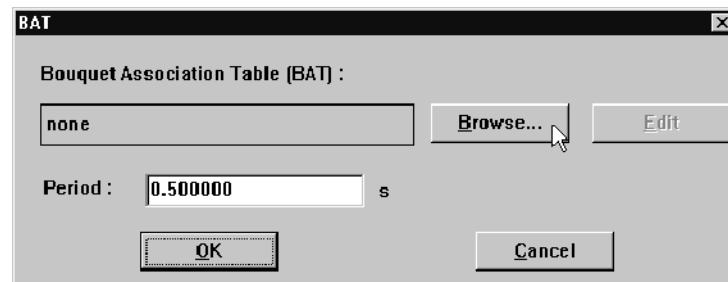 BAT
Bouquet Association Table (BAT) :
none Browse... Edit
Period : 0.500000 s
OK Cancel